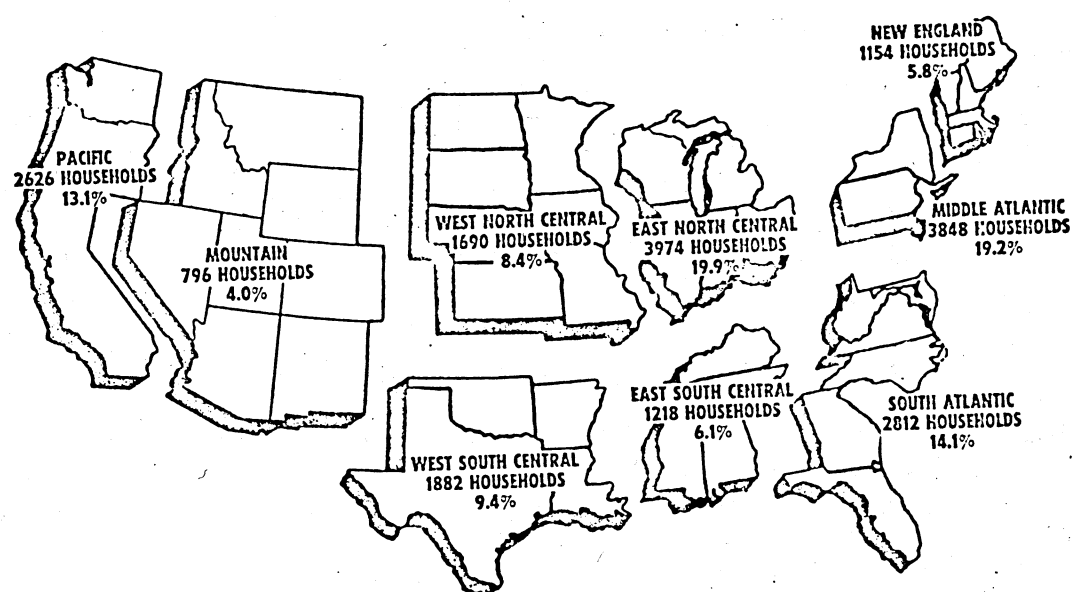 NEW ENGLAND
1154 HOUSEHOLDS
5.8%
PACIFIC
2626 HOUSEHOLDS
13.1%
WEST NORTH CENTRAL
1690 HOUSEHOLDS
8.4%
EAST NORTH CENTRAL
3974 HOUSEHOLDS
19.9%
MIDDLE ATLANTIC
3848 HOUSEHOLDS
19.2%
MOUNTAIN
796 HOUSEHOLDS
4.0%
EAST SOUTH CENTRAL
1218 HOUSEHOLDS
6.1%
SOUTH ATLANTIC
2812 HOUSEHOLDS
14.1%
WEST SOUTH CENTRAL
1882 HOUSEHOLDS
9.4%